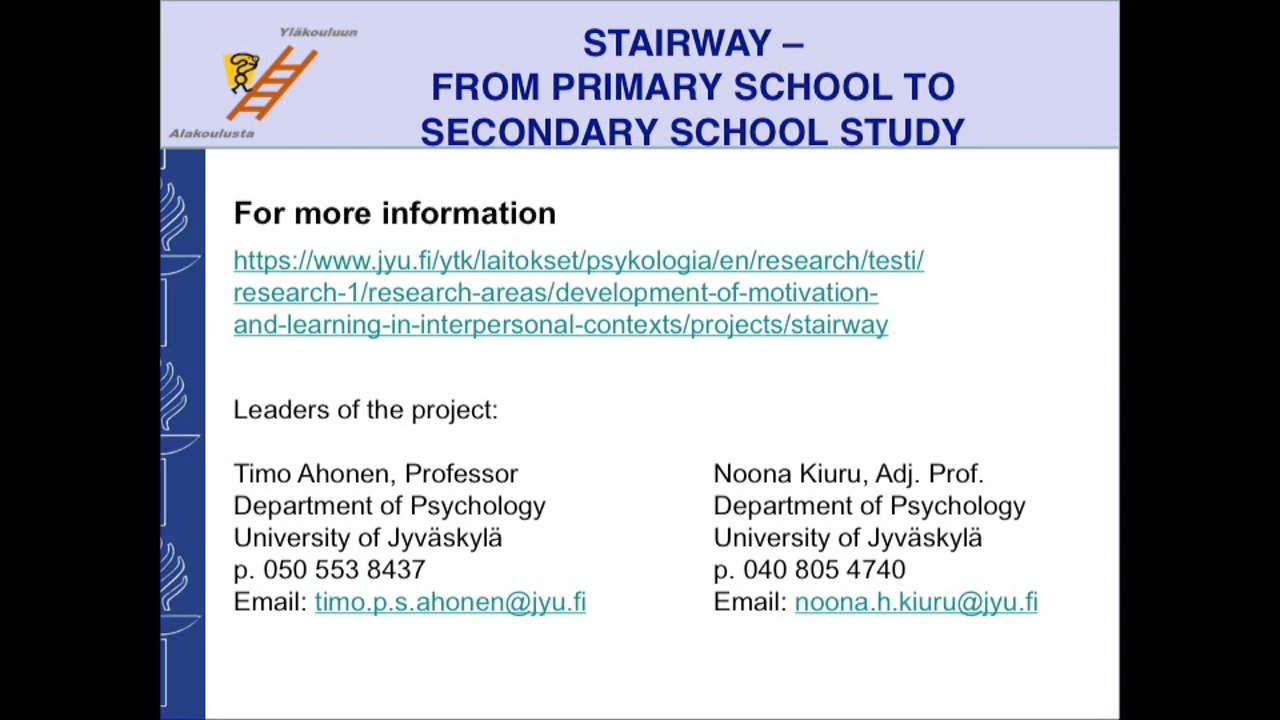 Yläkouluun
Alakoulusta
STAIRWAY –
FROM PRIMARY SCHOOL TO
SECONDARY SCHOOL STUDY
For more information
https://www.jyu.fi/ytk/laitokset/psykologia/en/research/testi/
research-1/research-areas/development-of-motivation-
and-learning-in-interpersonal-contexts/projects/stairway
Leaders of the project:
Timo Ahonen, Professor
Department of Psychology
University of Jyväskylä
p. 050 553 8437
Email: timo.p.s.ahonen@jyu.fi
Noona Kiuru, Adj. Prof.
Department of Psychology
University of Jyväskylä
p. 040 805 4740
Email: noona.h.kiuru@jyu.fi